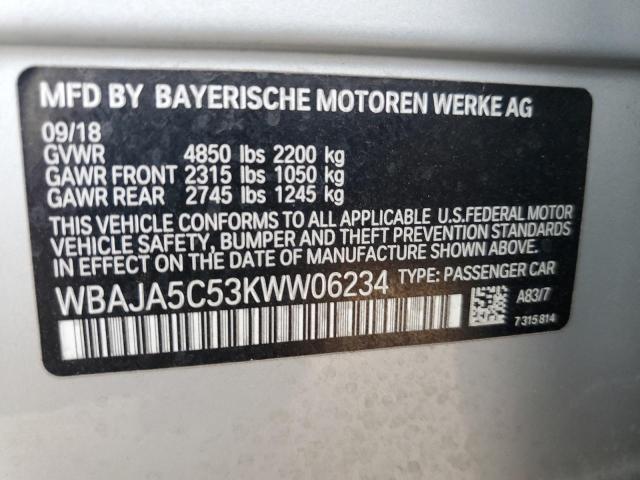 MFD BY BAYERISCHE MOTOREN WERKE AG
09/18
GVWR 4850 lbs 2200 kg
GAWR FRONT 2315 lbs 1050 kg
GAWR REAR 2745 lbs 1245 kg
THIS VEHICLE CONFORMS TO ALL APPLICABLE U.S.FEDERAL MOTOR
VEHICLE SAFETY, BUMPER AND THEFT PREVENTION STANDARDS
IN EFFECT ON THE DATE OF MANUFACTURE SHOWN ABOVE.
WBAJA5C53KWW06234 TYPE: PASSENGER CAR
A83/7
7315814